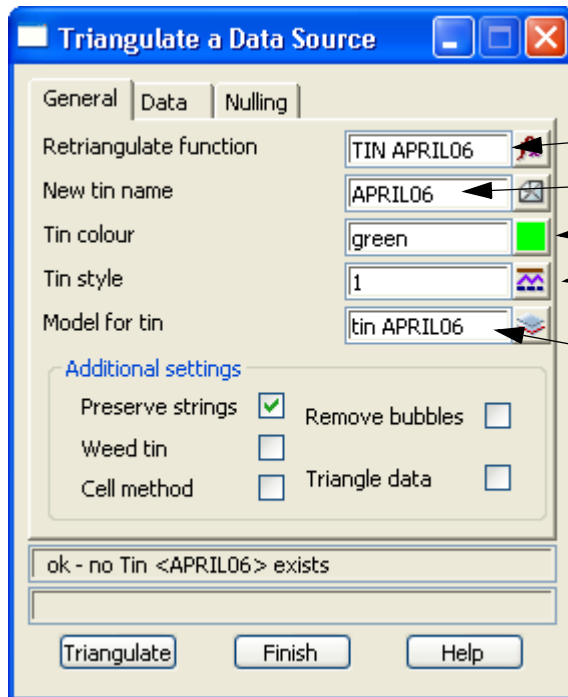 Triangulate a Data Source
General Data Nulling
Retriangulate function TIN APRIL06
New tin name APRIL06
Tin colour green
Tin style 1
Model for tin tin APRIL06
Additional settings
Preserve strings Remove bubbles
Weed tin
Cell method Triangle data
ok - no Tin <APRIL06> exists
Triangulate Finish Help